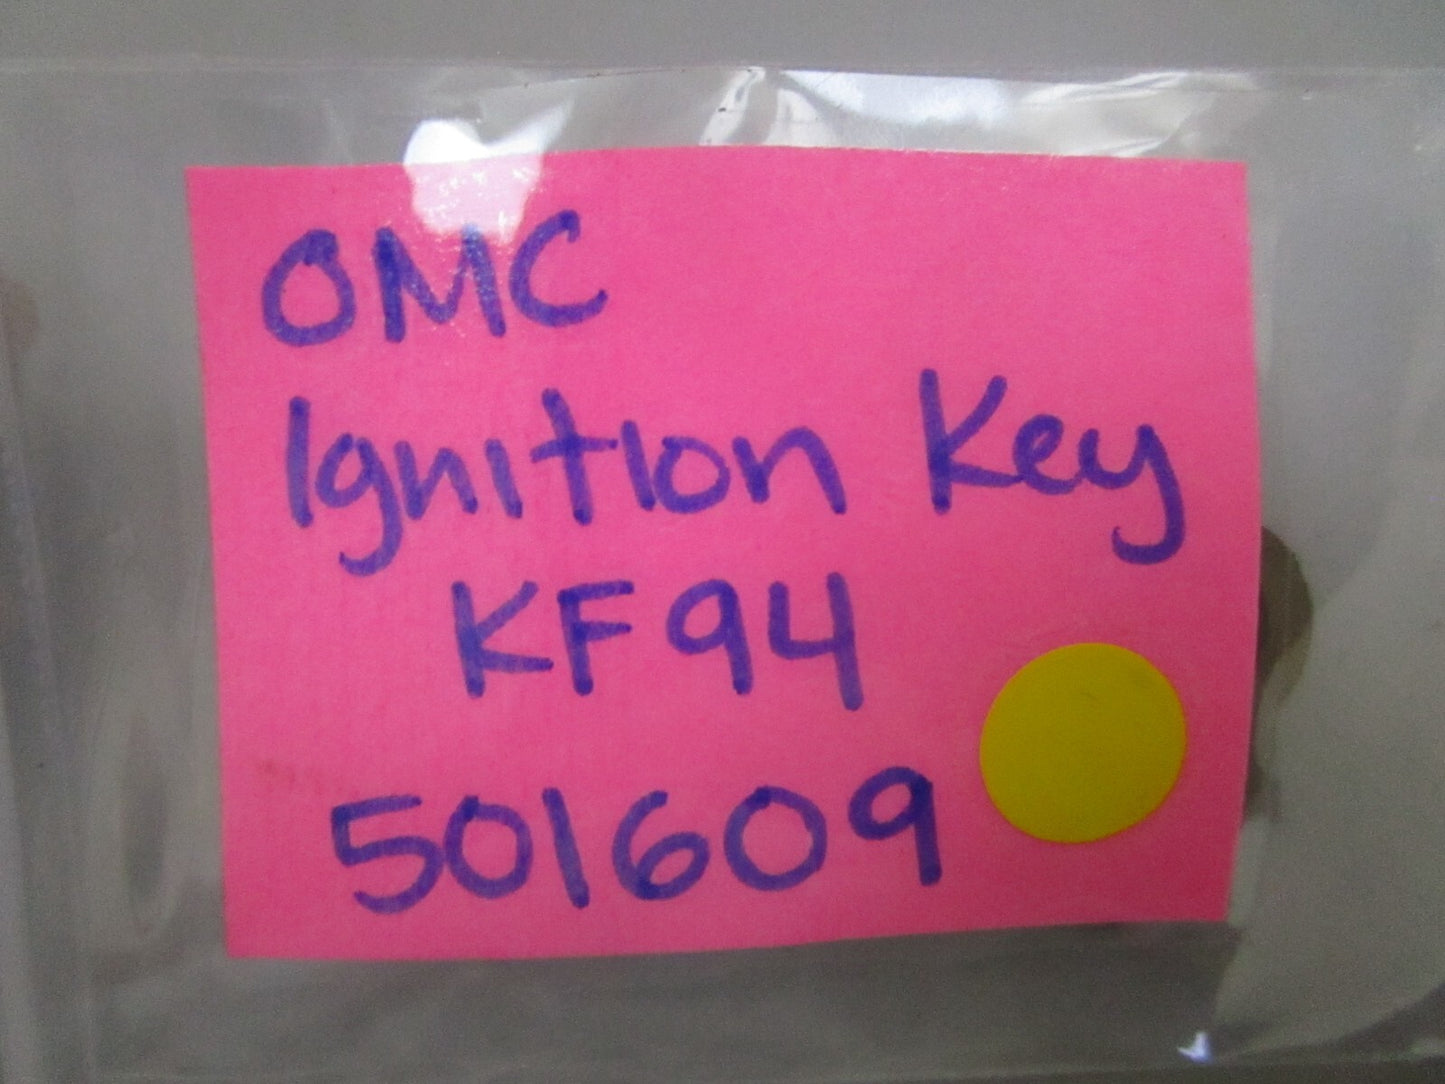 OMC
Ignition Key
KF94
501609